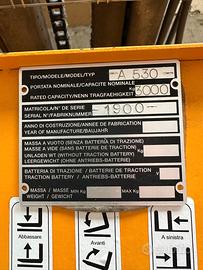 TIPO/MODELE/MODEL/TYP A 530
PORTATA NOMINALE/CAPACITE NOMINALE
RATED CAPACITY/NENN TRAGFAEHIGKEIT Kg 3000
MATRICOLA/N° DE SERIE
SERIAL N°/FABRIKNUMMER 1900
ANNO DI COSTRUZIONE/ANNEE DE FABRICATION
YEAR OF MANUFACTURE/BAUJAHR
MASSA A VUOTO (SENZA BATTERIA DI TRAZIONE)
MASSE A VIDE (SANS BATTERIE DE TRACTION)
UNLADEN WT (WITHOUT BATTERY TRACTION)
LEERGEWICHT (OHNE ANTRIEBS-BATTERIE)
Kg
BATTERIA DI TRAZIONE / BATTERIE DE TRACTION
TRACTION BATTERY / ANTRIEBS-BATTERIE V
MASSA / MASSE MIN Kg MAX Kg
WEIGHT / GEWICHT
Abbassare
Avanti
A sinistra